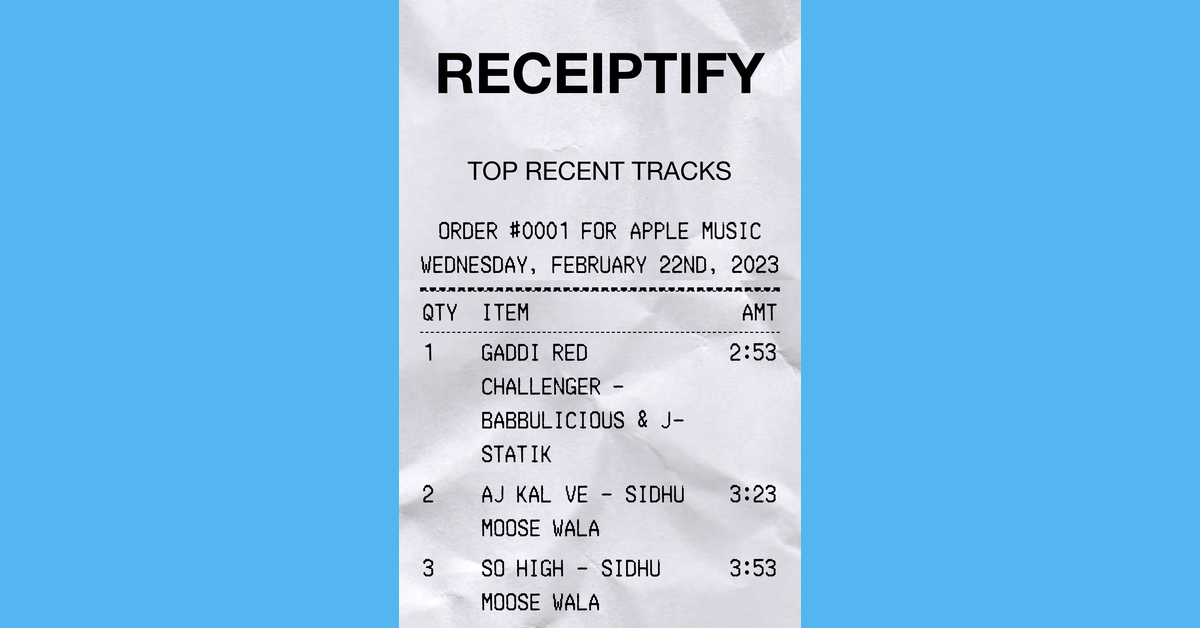 RECEIPTIFY
TOP RECENT TRACKS
ORDER #0001 FOR APPLE MUSIC
WEDNESDAY, FEBRUARY 22ND, 2023
QTY ITEM AMT
1 GADDI RED 2:53
CHALLENGER -
BABBULICIOUS & J-
STATIK
2 AJ KAL VE - SIDHU 3:23
MOOSE WALA
3 SO HIGH - SIDHU 3:53
MOOSE WALA